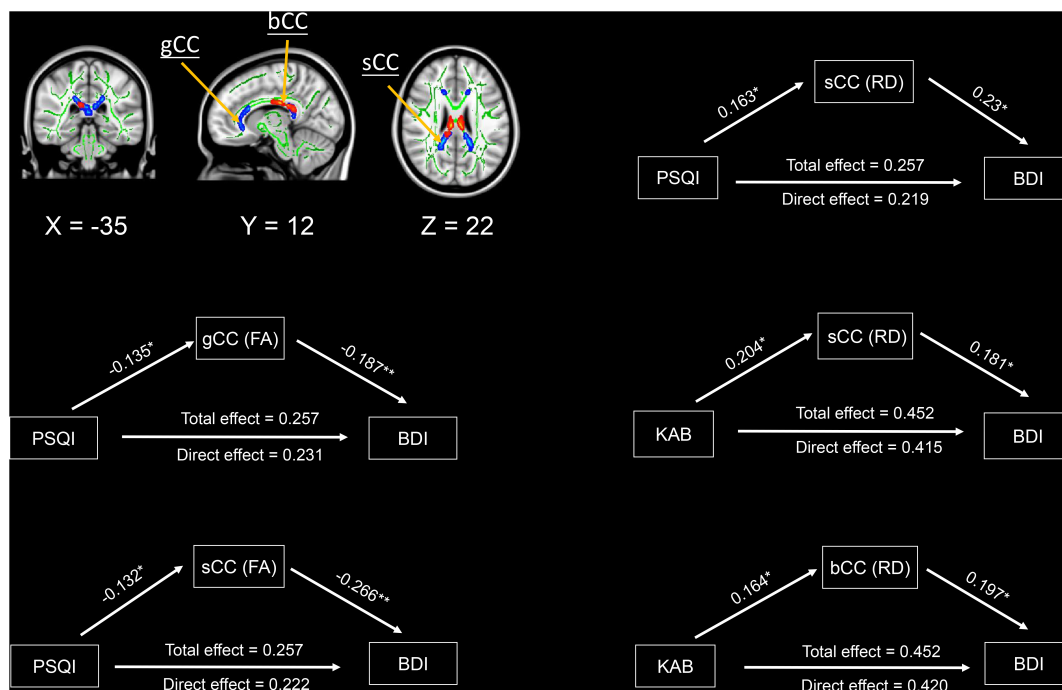 bCC
gCC
sCC
X = -35
Y = 12
Z = 22
sCC (RD)
0.163*
0.23*
PSQI
Total effect = 0.257
Direct effect = 0.219
BDI
gCC (FA)
-0.135*
-0.187**
PSQI
Total effect = 0.257
Direct effect = 0.231
BDI
sCC (RD)
0.204*
0.181*
KAB
Total effect = 0.452
Direct effect = 0.415
BDI
sCC (FA)
-0.132*
-0.266**
PSQI
Total effect = 0.257
Direct effect = 0.222
BDI
bCC (RD)
0.164*
0.197*
KAB
Total effect = 0.452
Direct effect = 0.420
BDI